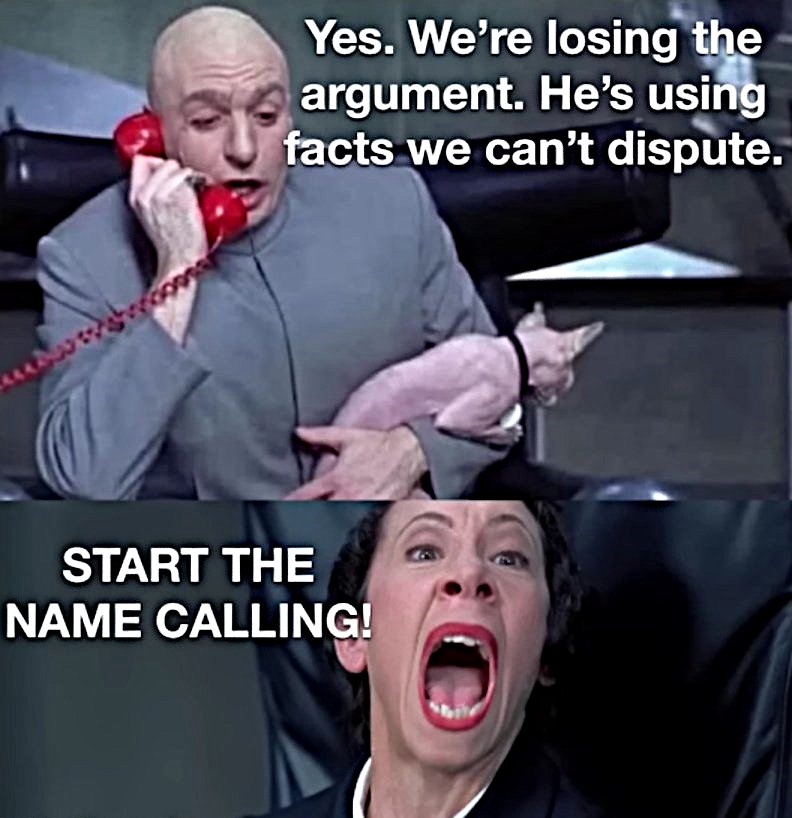 Yes. We're losing the
argument. He's using
facts we can't dispute.
START THE
NAME CALLING!